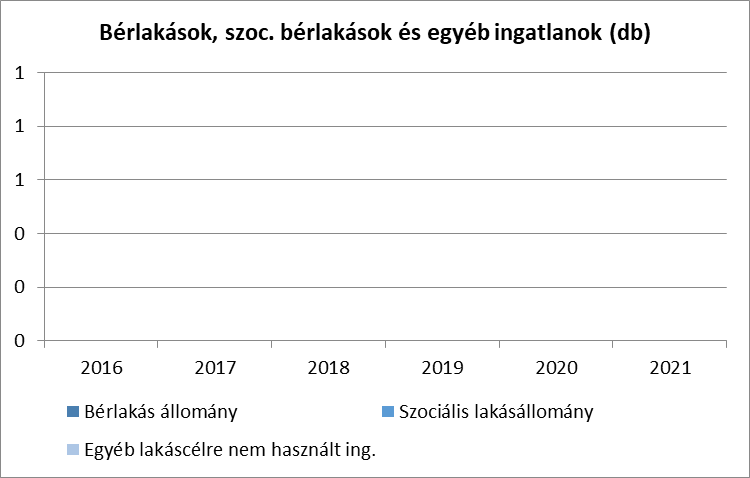 Bérlakások, szoc. bérlakások és egyéb ingatlanok (db)
1
1
1
0
0
0
2016 2017 2018 2019 2020 2021
Bérlakás állomány Szociális lakásállomány
Egyéb lakáscélre nem használt ing.